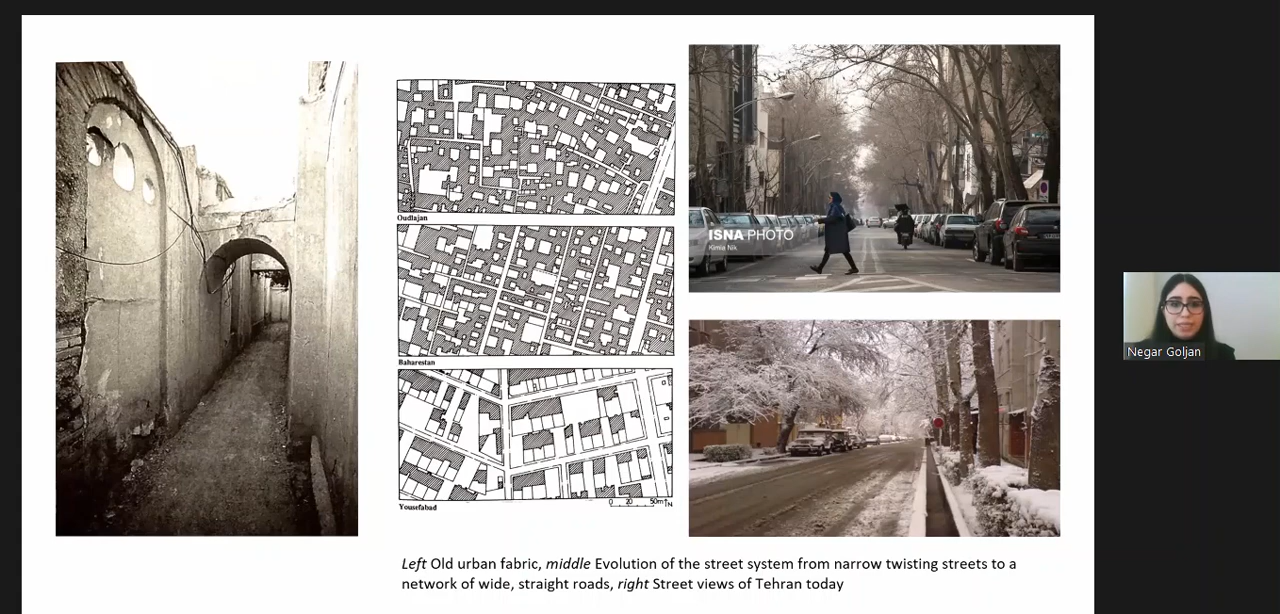 Oudlajan
Baharestan
Yousefabad
0 20 50m N
ISNA PHOTO
Kimia Nik
Left Old urban fabric, middle Evolution of the street system from narrow twisting streets to a
network of wide, straight roads, right Street views of Tehran today
Negar Goljan